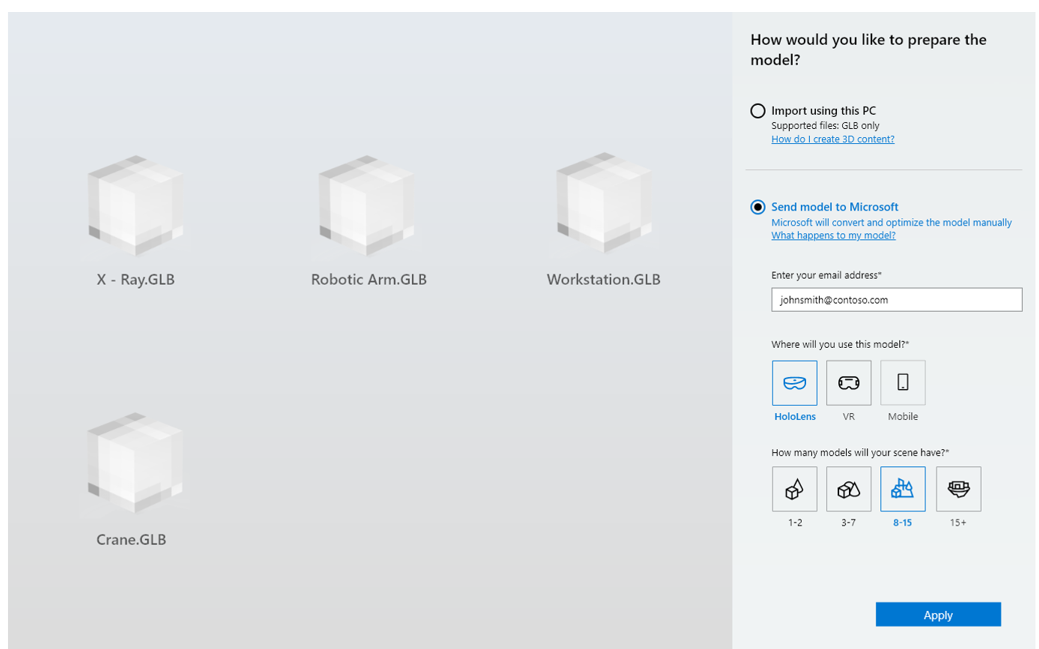 How would you like to prepare the
model?
Import using this PC
Supported files: GLB only
How do I create 3D content?
Send model to Microsoft
Microsoft will convert and optimize the model manually
What happens to my model?
Enter your email address*
johnsmith@contoso.com
Where will you use this model?*
HoloLens VR Mobile
How many models will your scene have?*
1-2 3-7 8-15 15+
Apply
X - Ray.GLB Robotic Arm.GLB Workstation.GLB
Crane.GLB